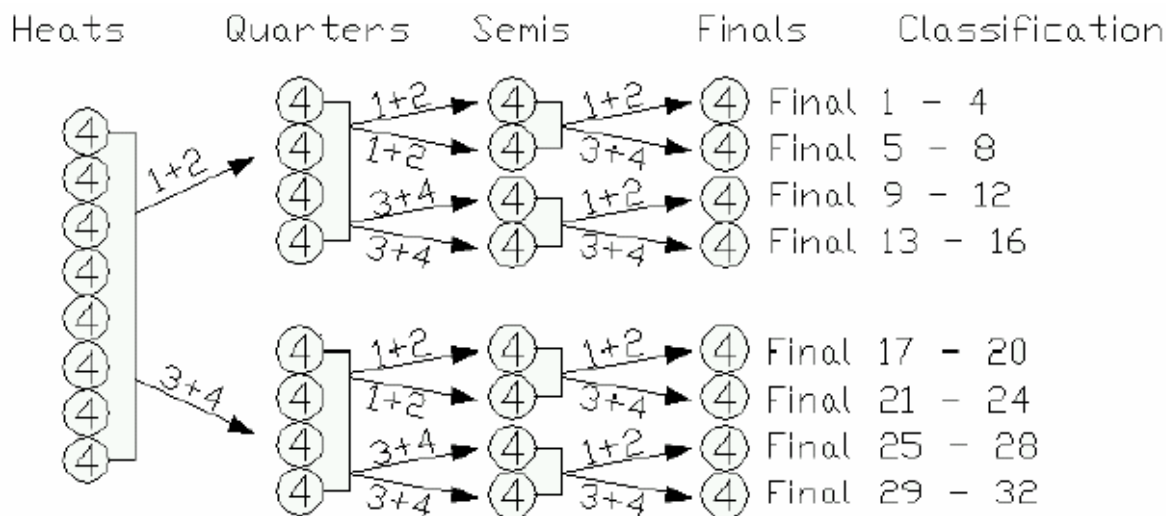 Heats Quarters Semis Finals Classification
4 4 1+2 4 1+2 4 Final 1 - 4
4 4 1+2 4 3+4 4 Final 5 - 8
4 1+2 4 3+4 4 1+2 4 Final 9 - 12
4 4 3+4 4 3+4 4 Final 13 - 16
4
4 3+4 4 1+2 4 1+2 4 Final 17 - 20
4 4 1+2 4 3+4 4 Final 21 - 24
4 4 3+4 4 1+2 4 Final 25 - 28
4 3+4 4 3+4 4 Final 29 - 32